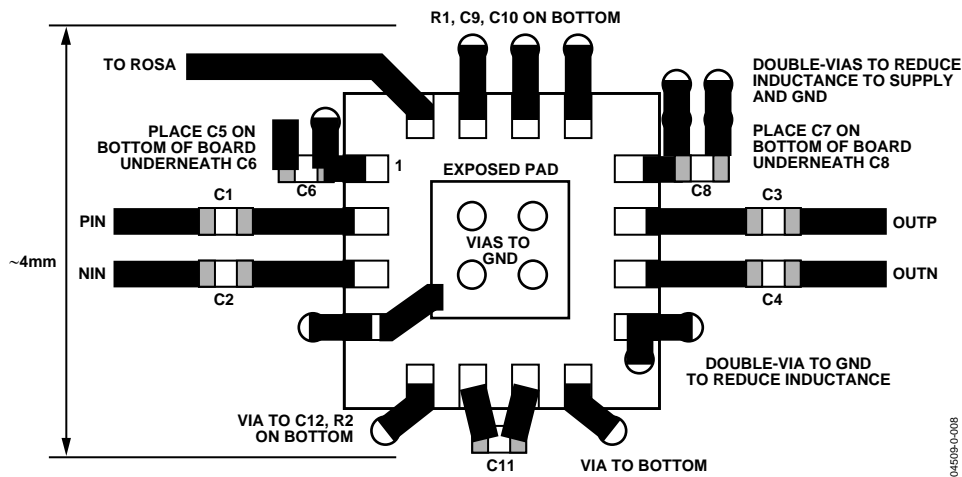 R1, C9, C10 ON BOTTOM
TO ROSA
DOUBLE-VIAS TO REDUCE
INDUCTANCE TO SUPPLY
AND GND
PLACE C5 ON
BOTTOM OF BOARD
UNDERNEATH C6
PLACE C7 ON
BOTTOM OF BOARD
UNDERNEATH C8
1
EXPOSED PAD
C6
C8
C1
C3
PIN
OUTP
VIAS TO
GND
~4mm
NIN
OUTN
C2
C4
DOUBLE-VIA TO GND
TO REDUCE INDUCTANCE
VIA TO C12, R2
ON BOTTOM
C11
VIA TO BOTTOM
04509-0-008